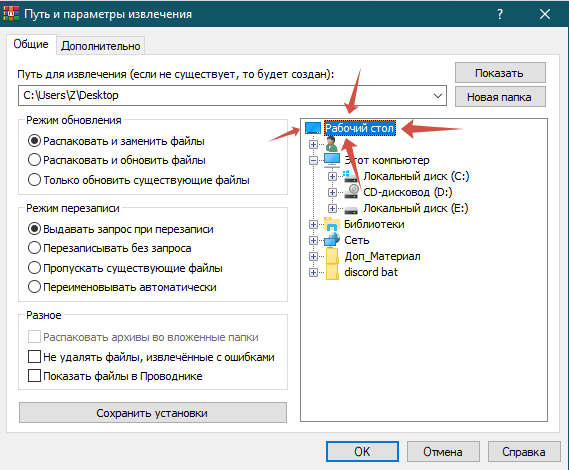 Путь и параметры извлечения
Общие
Дополнительно
Путь для извлечения (если не существует, то будет создан):
Показать
C:\Users\Z\Desktop
Новая папка
Режим обновления
Распаковать и заменить файлы
Распаковать и обновить файлы
Только обновить существующие файлы
Режим перезаписи
Выдавать запрос при перезаписи
Перезаписывать без запроса
Пропускать существующие файлы
Переименовывать автоматически
Разное
Распаковать архивы во вложенные папки
Не удалять файлы, извлечённые с ошибками
Показать файлы в Проводнике
Сохранить установки
Рабочий стол
Этот компьютер
Локальный диск (C:)
CD-дисковод (D:)
Локальный диск (E:)
Библиотеки
Сеть
Доп_Материал
discord bat
OK
Отмена
Справка